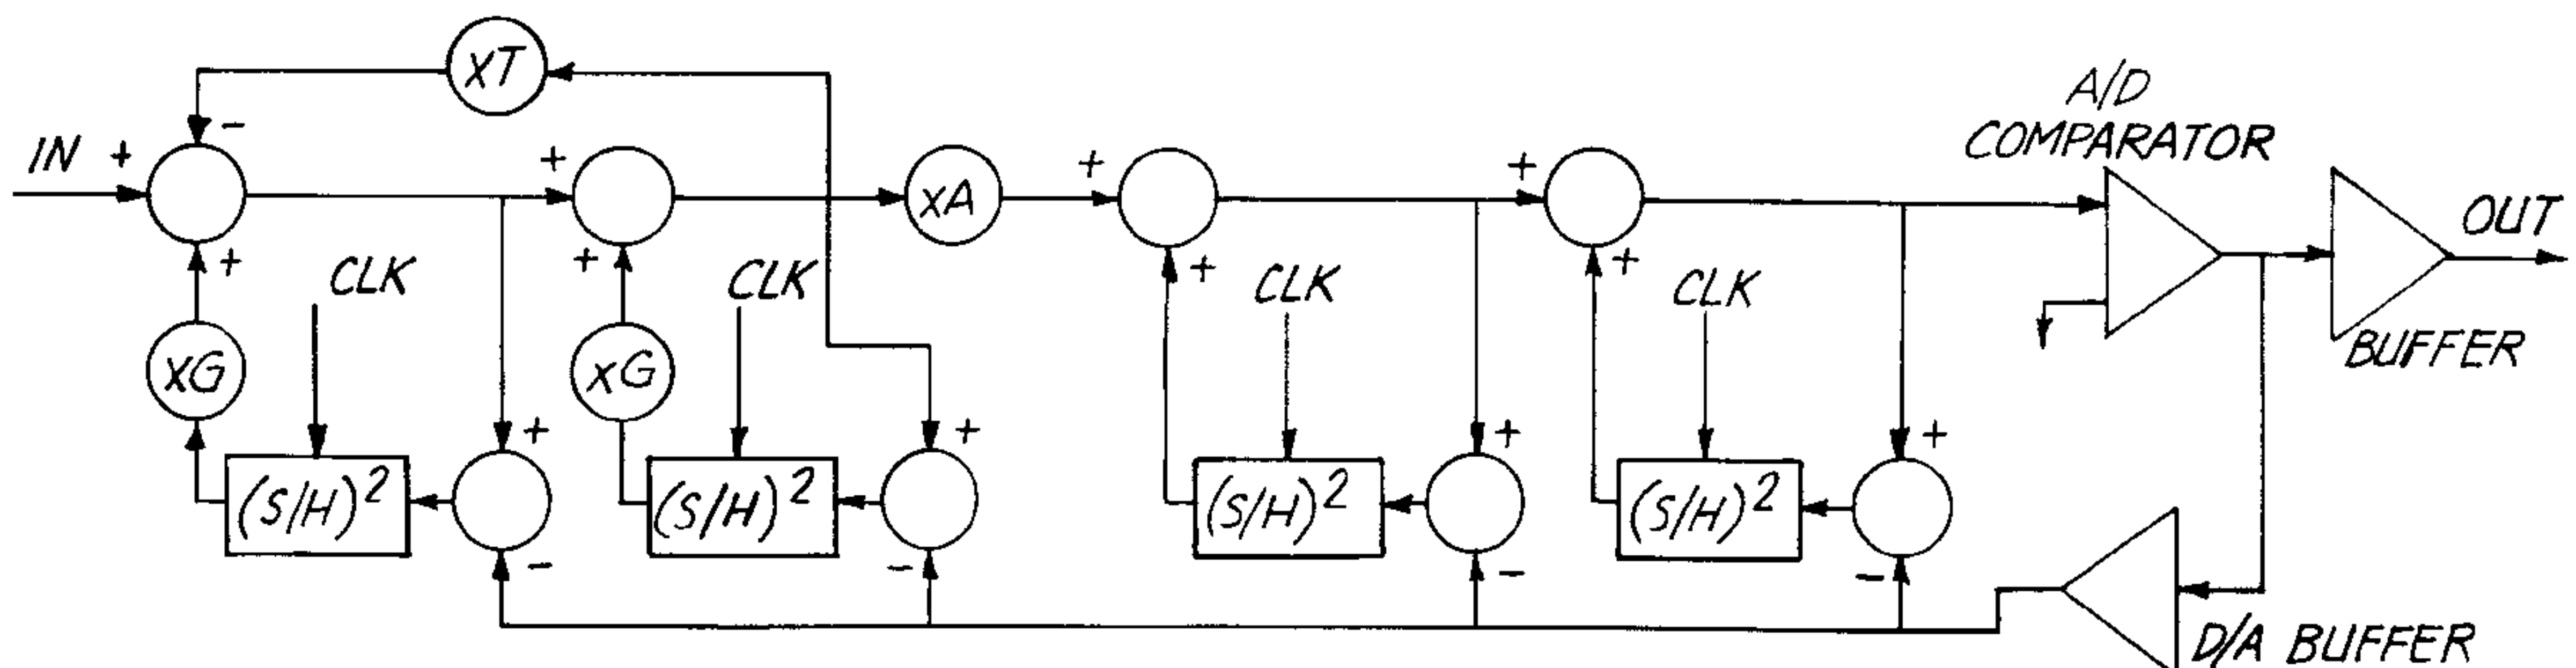 xT
-
IN +
+
xA
+
+
A/D
COMPARATOR
OUT
+
CLK
+
CLK
+
CLK
+
CLK
BUFFER
xG
xG
+
+
+
+
(S/H)2
(S/H)2
(S/H)2
(S/H)2
-
-
-
-
D/A BUFFER